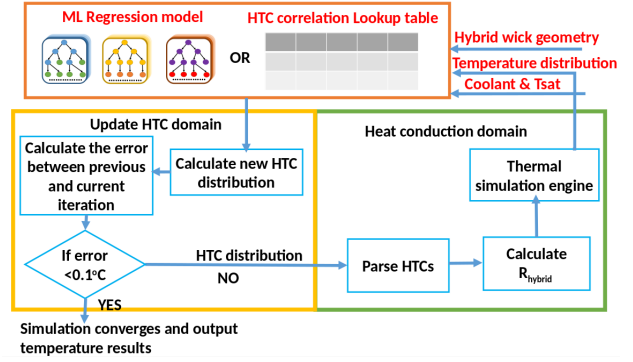 ML Regression model
HTC correlation Lookup table
OR
Hybrid wick geometry
Temperature distribution
Coolant & Tsat
Update HTC domain
Heat conduction domain
Calculate the error
between previous
and current
iteration
Calculate new HTC
distribution
Thermal
simulation engine
If error
<0.1°C
HTC distribution
NO
Parse HTCs
Calculate
Rhybrid
YES
Simulation converges and output
temperature results